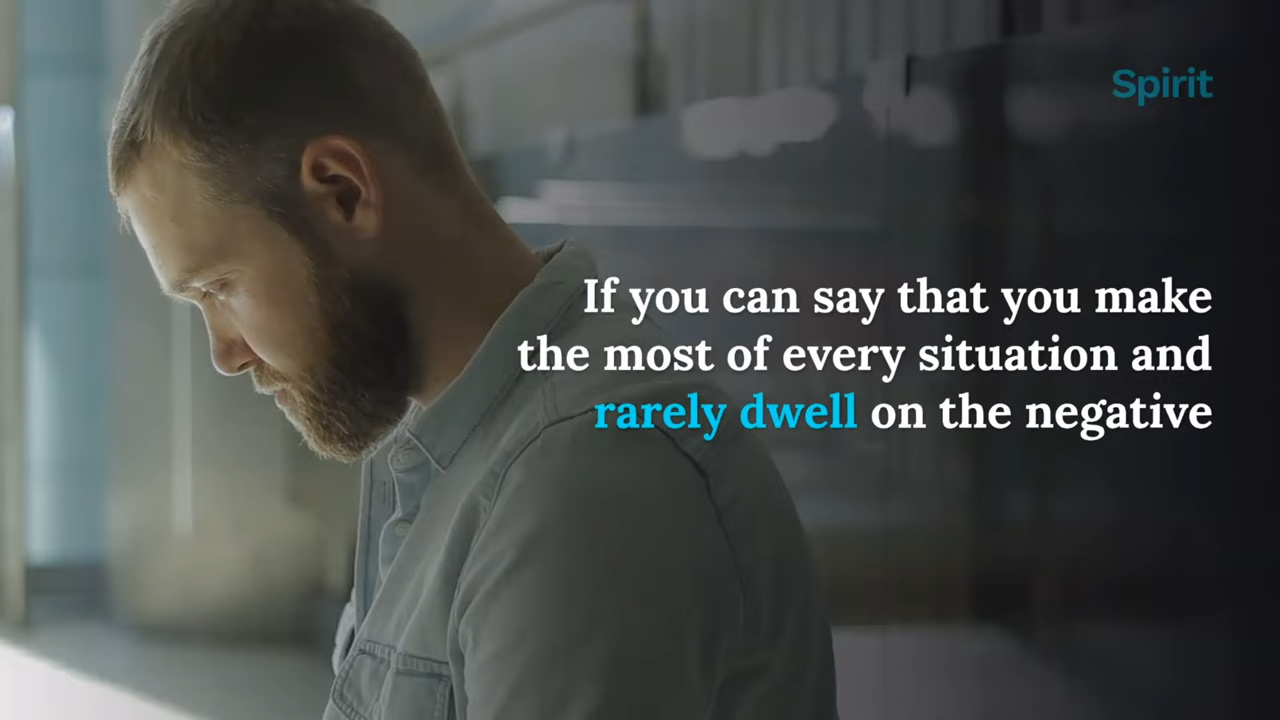 Spirit
If you can say that you make
the most of every situation and
rarely dwell on the negative